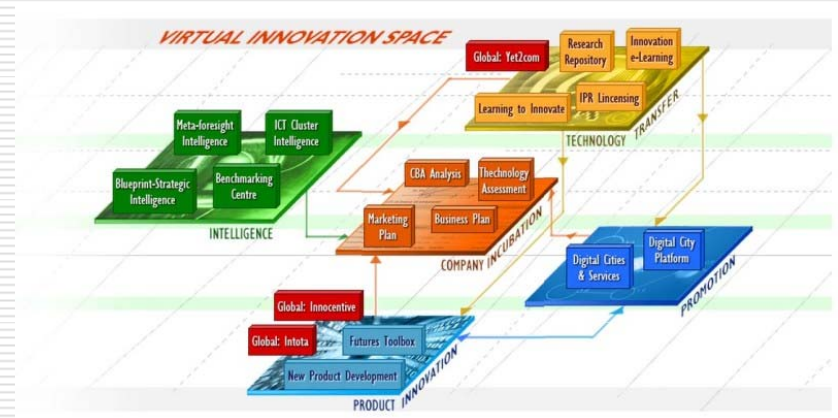 VIRTUAL INNOVATION SPACE
Global: Yet2com
Research
Repository
Innovation
e-Learning
Learning to Innovate
IPR Lincensing
TECHNOLOGY TRANSFER
Meta-foresight
Intelligence
ICT Cluster
Intelligence
Blueprint-Strategic
Intelligence
Benchmarking
Centre
INTELLIGENCE
CBA Analysis
Thechnology
Assessment
Marketing
Plan
Business Plan
COMPANY INCUBATION
Digital Cities
& Services
Digital City
Platform
PROMOTION
Global: Innocentive
Global: Intota
Futures Toolbox
New Product Development
PRODUCT INNOVATION